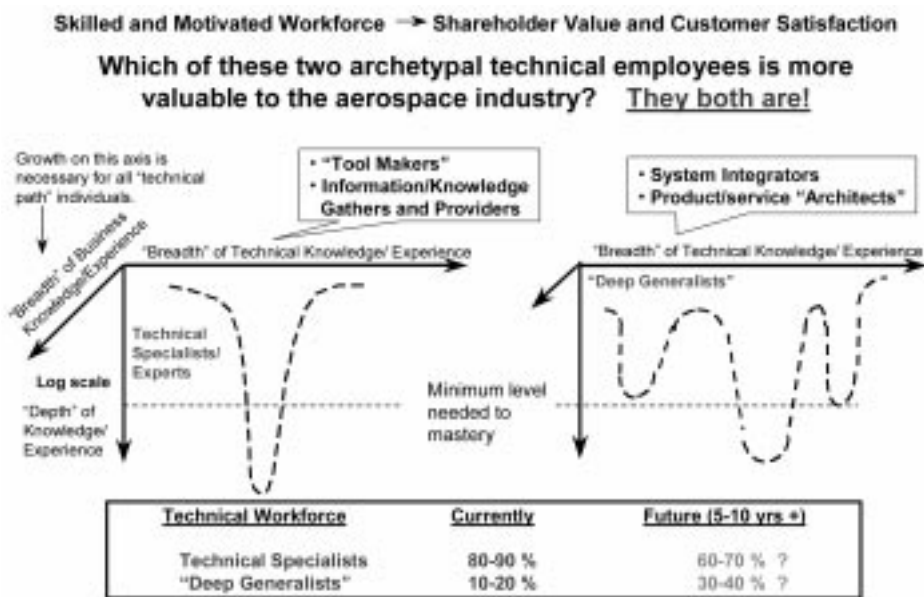 Skilled and Motivated Workforce → Shareholder Value and Customer Satisfaction
Which of these two archetypal technical employees is more
valuable to the aerospace industry? They both are!
Growth on this axis is
necessary for all "technical
path" individuals.
• "Tool Makers"
• Information/Knowledge
Gathers and Providers
• System Integrators
• Product/service "Architects"
"Breadth" of Business
Knowledge/Experience
"Breadth" of Technical Knowledge/ Experience
"Breadth" of Technical Knowledge/ Experience
"Deep Generalists"
Technical
Specialists/
Experts
Log scale
"Depth" of
Knowledge/
Experience
Minimum level
needed to
mastery
Technical Workforce Currently Future (5-10 yrs +)
Technical Specialists 80-90 % 60-70 % ?
"Deep Generalists" 10-20 % 30-40 % ?